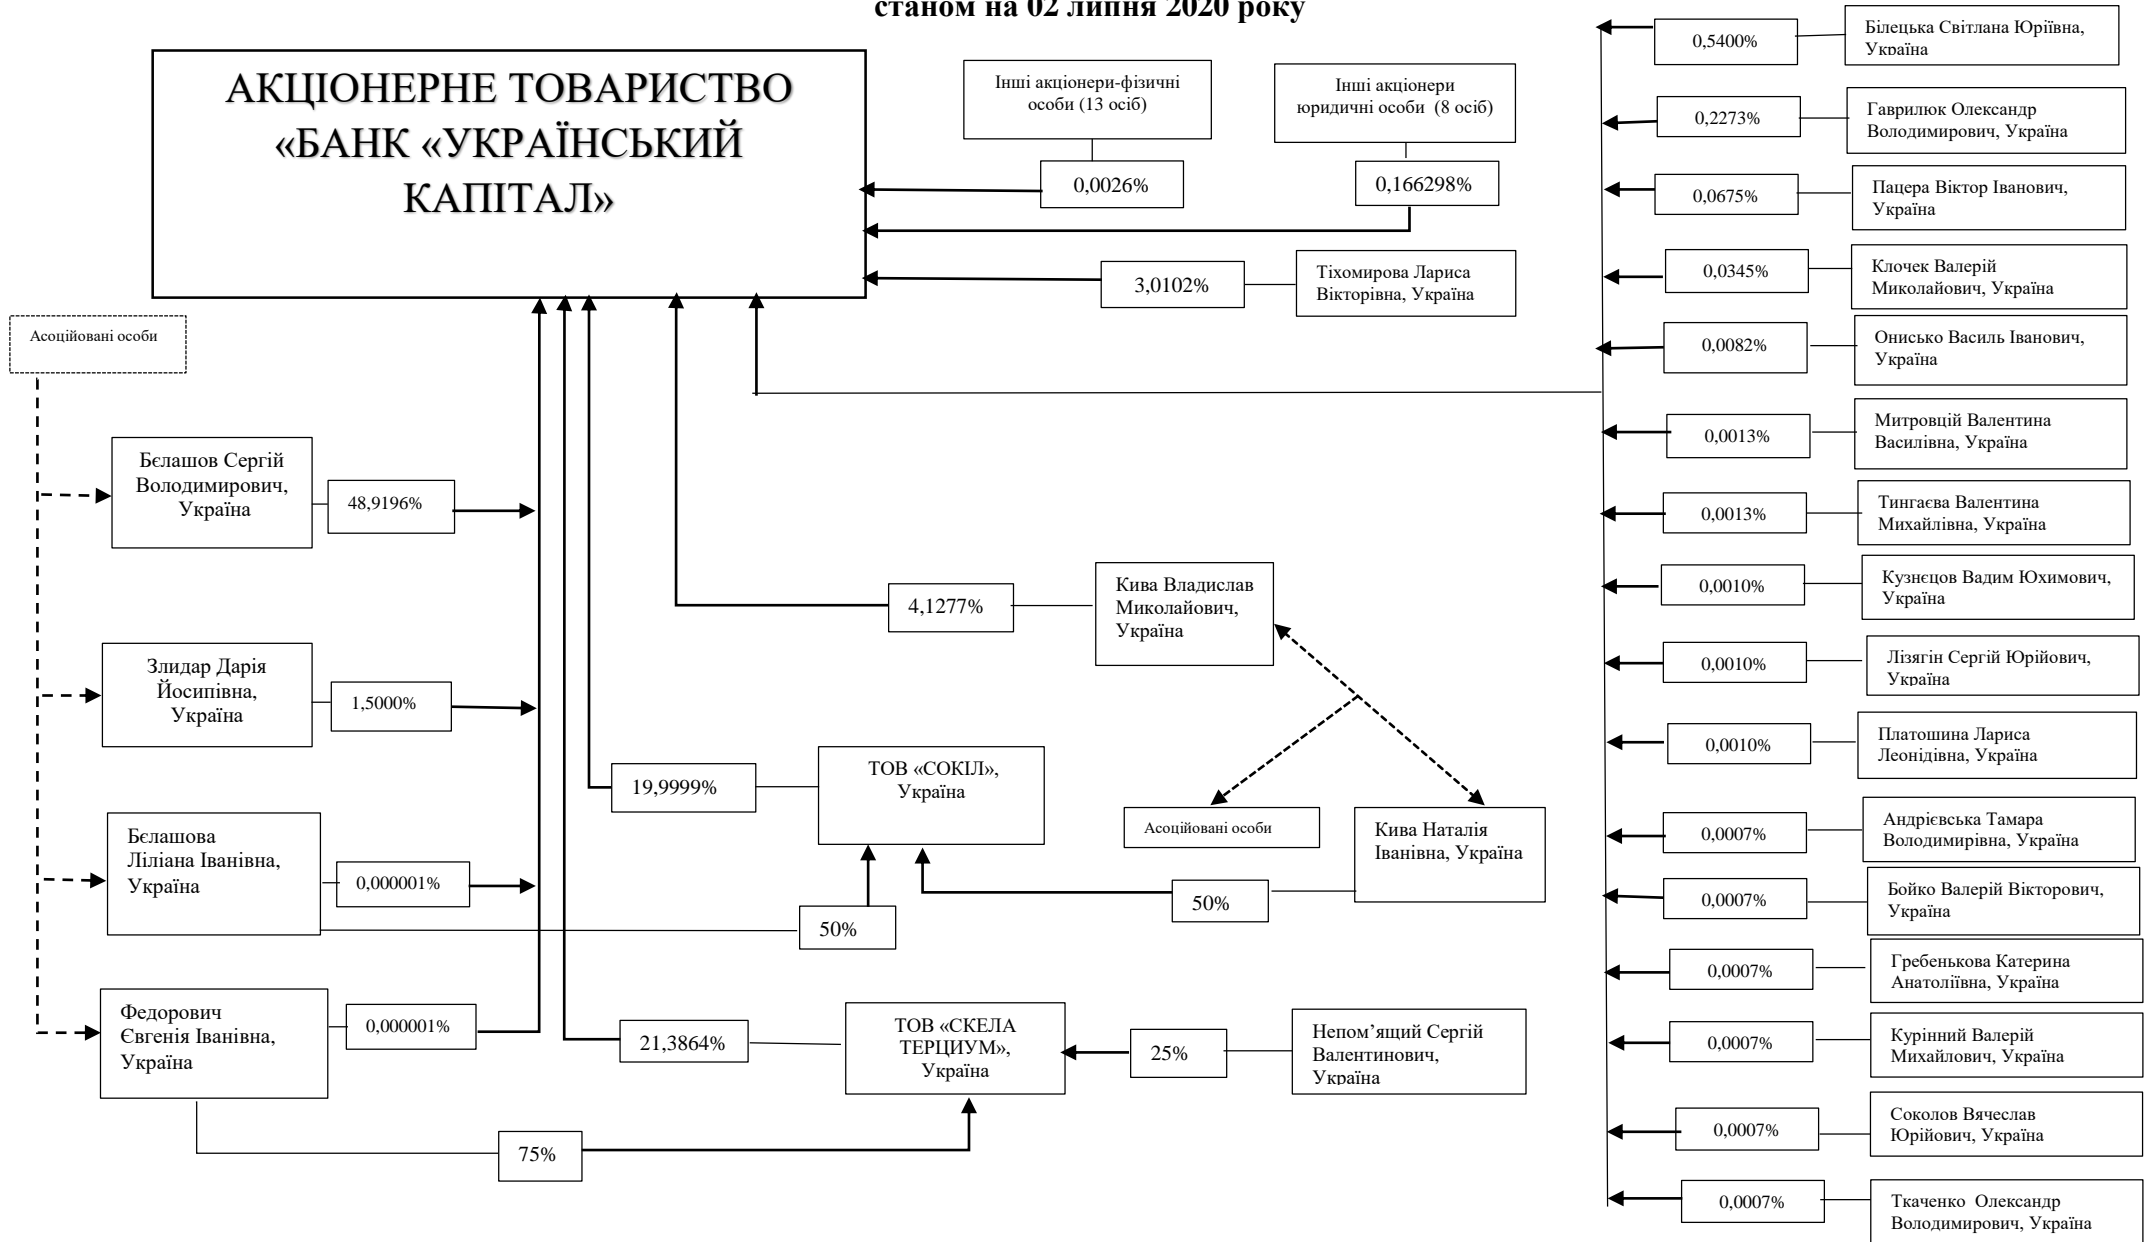 станом на 02 липня 2020 року
АКЦІОНЕРНЕ ТОВАРИСТВО
«БАНК «УКРАЇНСЬКИЙ
КАПІТАЛ»
Інші акціонери-фізичні
особи (13 осіб)
0,0026%
Інші акціонери
юридичні особи (8 осіб)
0,166298%
3,0102%
Тіхомирова Лариса
Вікторівна, Україна
Асоційовані особи
Бєлашов Сергій
Володимирович,
Україна
48,9196%
Злидар Дарія
Йосипівна,
Україна
1,5000%
Бєлашова
Ліліана Іванівна,
Україна
0,000001%
Федорович
Євгенія Іванівна,
Україна
0,000001%
75%
4,1277%
Кива Владислав
Миколайович,
Україна
19,9999%
ТОВ «СОКІЛ»,
Україна
Асоційовані особи
Кива Наталія
Іванівна, Україна
50%
50%
21,3864%
ТОВ «СКЕЛА
ТЕРЦИУМ»,
Україна
25%
Непом’ящий Сергій
Валентинович,
Україна
0,5400%
Білецька Світлана Юріївна,
Україна
0,2273%
Гаврилюк Олександр
Володимирович, Україна
0,0675%
Пацера Віктор Іванович,
Україна
0,0345%
Клочек Валерій
Миколайович, Україна
0,0082%
Онисько Василь Іванович,
Україна
0,0013%
Митровцій Валентина
Василівна, Україна
0,0013%
Тингаєва Валентина
Михайлівна, Україна
0,0010%
Кузнєцов Вадим Юхимович,
Україна
0,0010%
Лізягін Сергій Юрійович,
Україна
0,0010%
Платошина Лариса
Леонідівна, Україна
0,0007%
Андрієвська Тамара
Володимирівна, Україна
0,0007%
Бойко Валерій Вікторович,
Україна
0,0007%
Гребенькова Катерина
Анатоліївна, Україна
0,0007%
Курінний Валерій
Михайлович, Україна
0,0007%
Соколов Вячеслав
Юрійович, Україна
0,0007%
Ткаченко Олександр
Володимирович, Україна